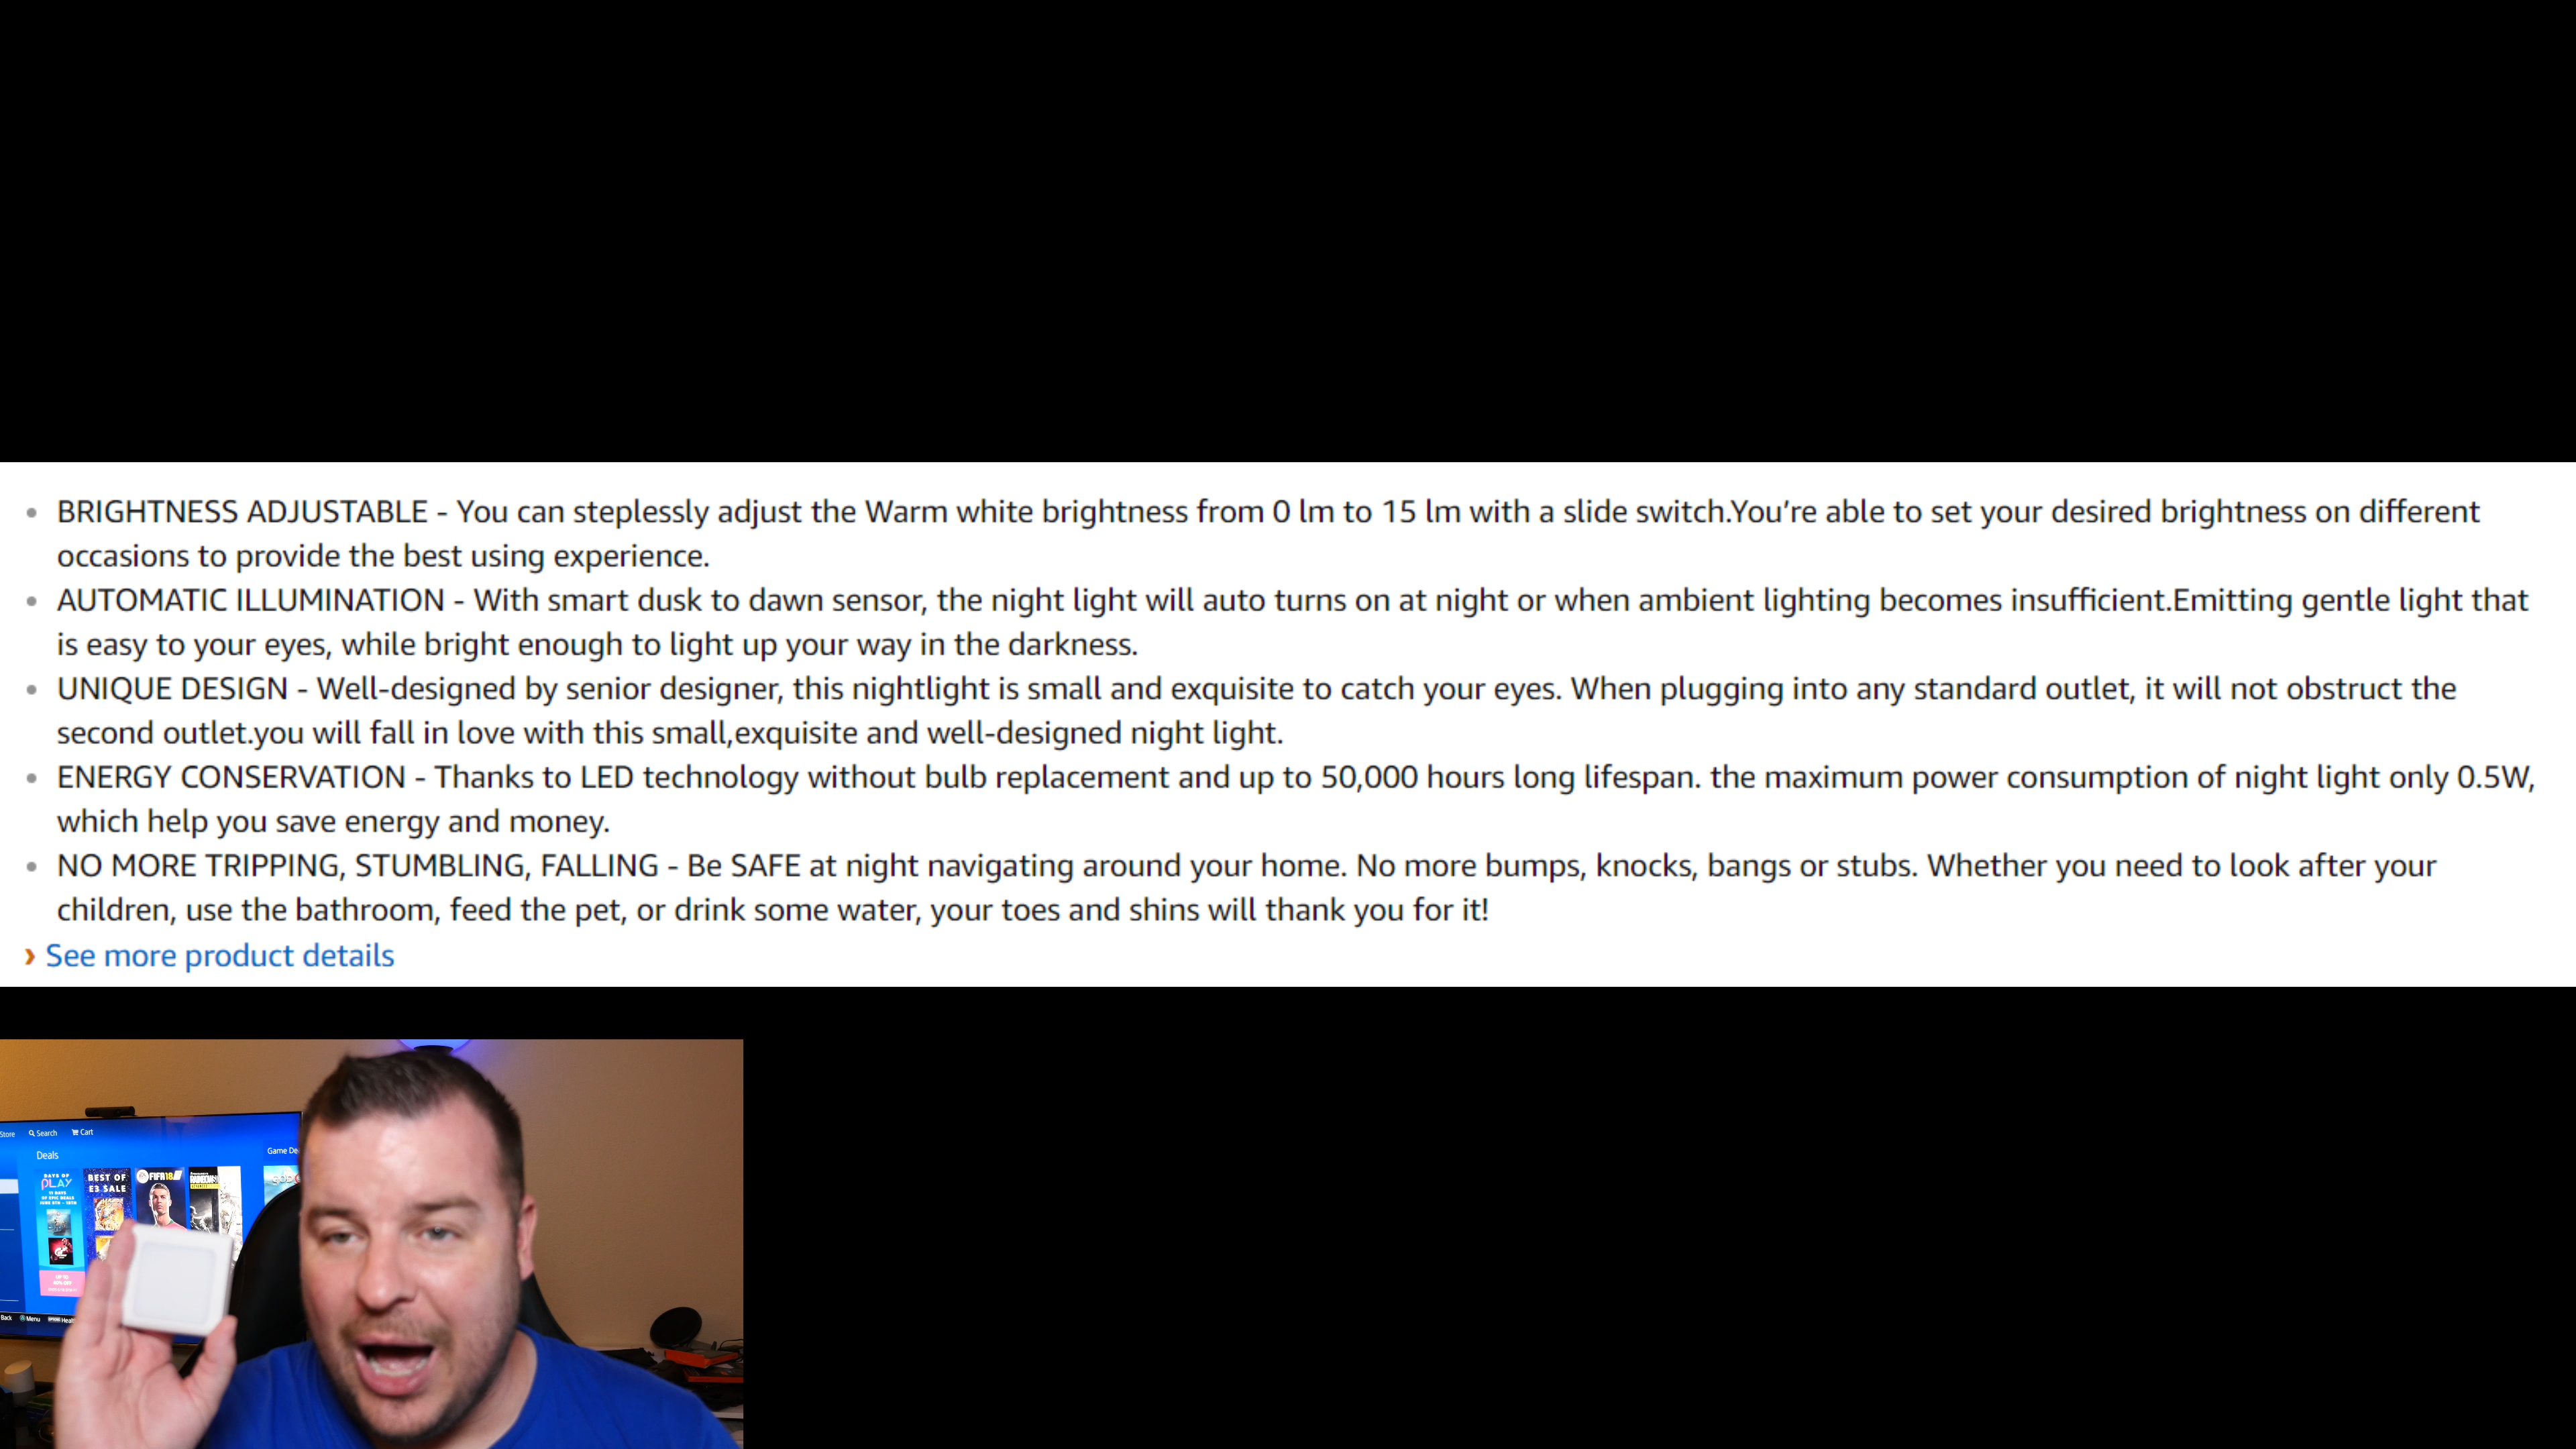 BRIGHTNESS ADJUSTABLE - You can steplessly adjust the Warm white brightness from 0 lm to 15 lm with a slide switch.You’re able to set your desired brightness on different
occasions to provide the best using experience.
AUTOMATIC ILLUMINATION - With smart dusk to dawn sensor, the night light will auto turns on at night or when ambient lighting becomes insufficient.Emitting gentle light that
is easy to your eyes, while bright enough to light up your way in the darkness.
UNIQUE DESIGN - Well-designed by senior designer, this nightlight is small and exquisite to catch your eyes. When plugging into any standard outlet, it will not obstruct the
second outlet.you will fall in love with this small,exquisite and well-designed night light.
ENERGY CONSERVATION - Thanks to LED technology without bulb replacement and up to 50,000 hours long lifespan. the maximum power consumption of night light only 0.5W,
which help you save energy and money.
NO MORE TRIPPING, STUMBLING, FALLING - Be SAFE at night navigating around your home. No more bumps, knocks, bangs or stubs. Whether you need to look after your
children, use the bathroom, feed the pet, or drink some water, your toes and shins will thank you for it!
› See more product details
Store Search Cart
Deals
Game De
DAYS OF
PLAY
BEST OF
E3 SALE
FIFA 18
Back Menu